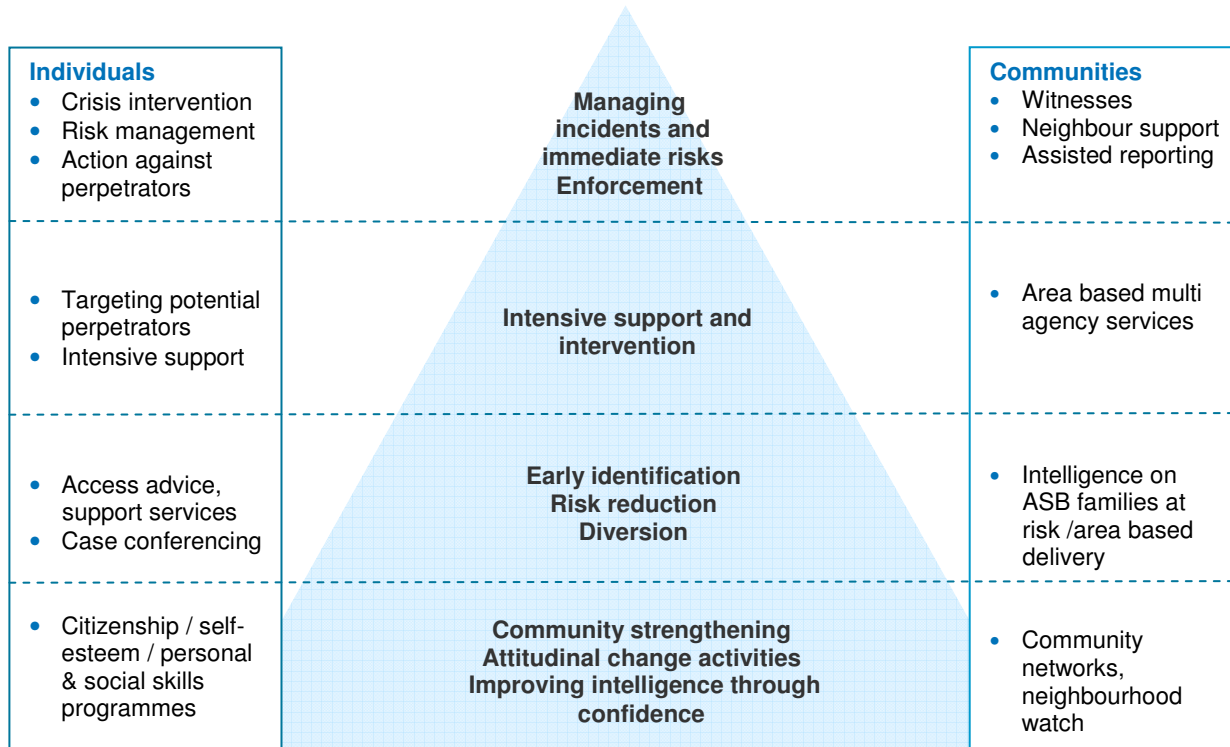 Individuals
• Crisis intervention
• Risk management
• Action against
perpetrators
• Targeting potential
perpetrators
• Intensive support
• Access advice,
support services
• Case conferencing
• Citizenship / self-
esteem / personal
& social skills
programmes
Managing
incidents and
immediate risks
Enforcement
Intensive support and
intervention
Early identification
Risk reduction
Diversion
Community strengthening
Attitudinal change activities
Improving intelligence through
confidence
Communities
• Witnesses
• Neighbour support
• Assisted reporting
• Area based multi
agency services
• Intelligence on
ASB families at
risk /area based
delivery
• Community
networks,
neighbourhood
watch